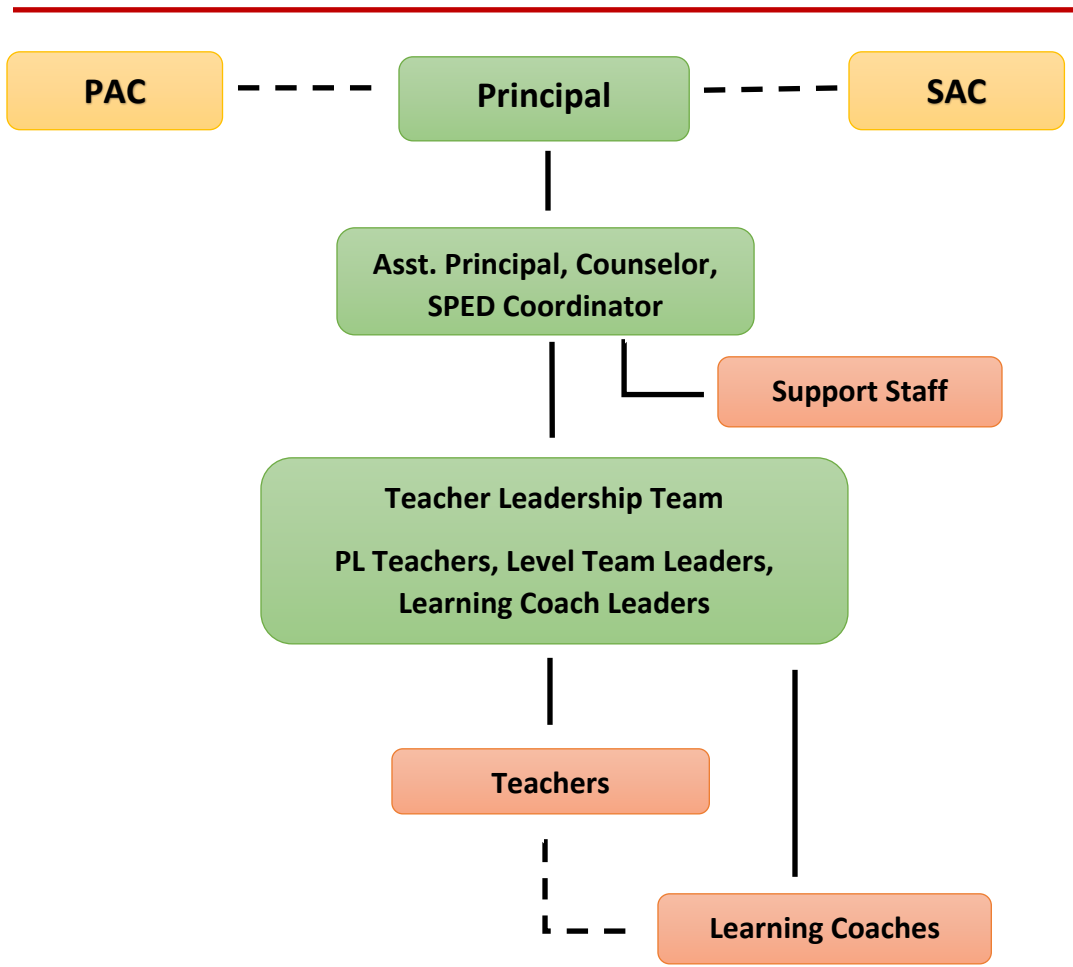 PAC
Principal
SAC
Asst. Principal, Counselor,
SPED Coordinator
Support Staff
Teacher Leadership Team
PL Teachers, Level Team Leaders,
Learning Coach Leaders
Teachers
Learning Coaches